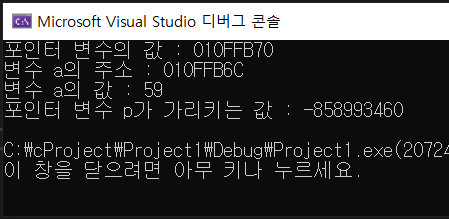 Microsoft Visual Studio 디버그 콘솔
포인터 변수의 값 : 010FFB70
변수 a의 주소 : 010FFB6C
변수 a의 값 : 59
포인터 변수 p가 가리키는 값 : -858993460
C:\cProject\Project1\Debug\Project1.exe(20724
이 창을 닫으려면 아무 키나 누르세요.